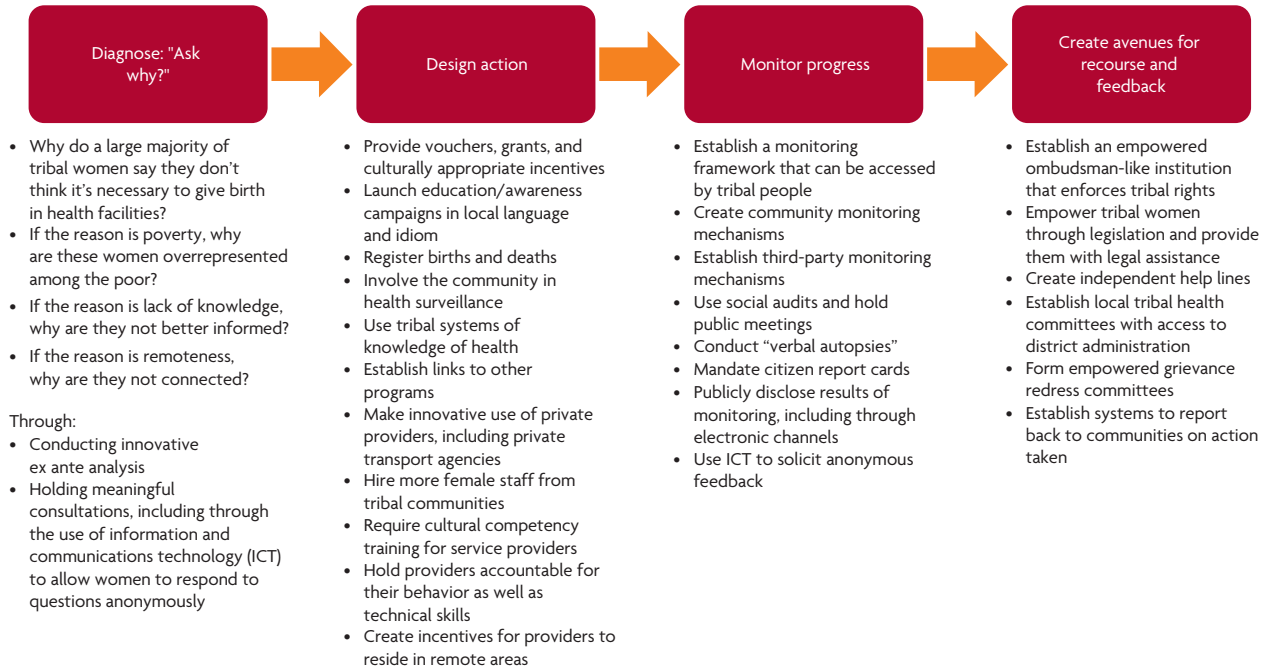 Diagnose: "Ask
why?"
Design action
Monitor progress
Create avenues for
recourse and
feedback
• Why do a large majority of
tribal women say they don’t
think it’s necessary to give birth
in health facilities?
• If the reason is poverty, why
are these women overrepresented
among the poor?
• If the reason is lack of knowledge,
why are they not better informed?
• If the reason is remoteness,
why are they not connected?
Through:
• Conducting innovative
ex ante analysis
• Holding meaningful
consultations, including through
the use of information and
communications technology (ICT)
to allow women to respond to
questions anonymously
• Provide vouchers, grants, and
culturally appropriate incentives
• Launch education/awareness
campaigns in local language
and idiom
• Register births and deaths
• Involve the community in
health surveillance
• Use tribal systems of
knowledge of health
• Establish links to other
programs
• Make innovative use of private
providers, including private
transport agencies
• Hire more female staff from
tribal communities
• Require cultural competency
training for service providers
• Hold providers accountable for
their behavior as well as
technical skills
• Create incentives for providers to
reside in remote areas
• Establish a monitoring
framework that can be accessed
by tribal people
• Create community monitoring
mechanisms
• Establish third-party monitoring
mechanisms
• Use social audits and hold
public meetings
• Conduct “verbal autopsies”
• Mandate citizen report cards
• Publicly disclose results of
monitoring, including through
electronic channels
• Use ICT to solicit anonymous
feedback
• Establish an empowered
ombudsman-like institution
that enforces tribal rights
• Empower tribal women
through legislation and provide
them with legal assistance
• Create independent help lines
• Establish local tribal health
committees with access to
district administration
• Form empowered grievance
redress committees
• Establish systems to report
back to communities on action
taken